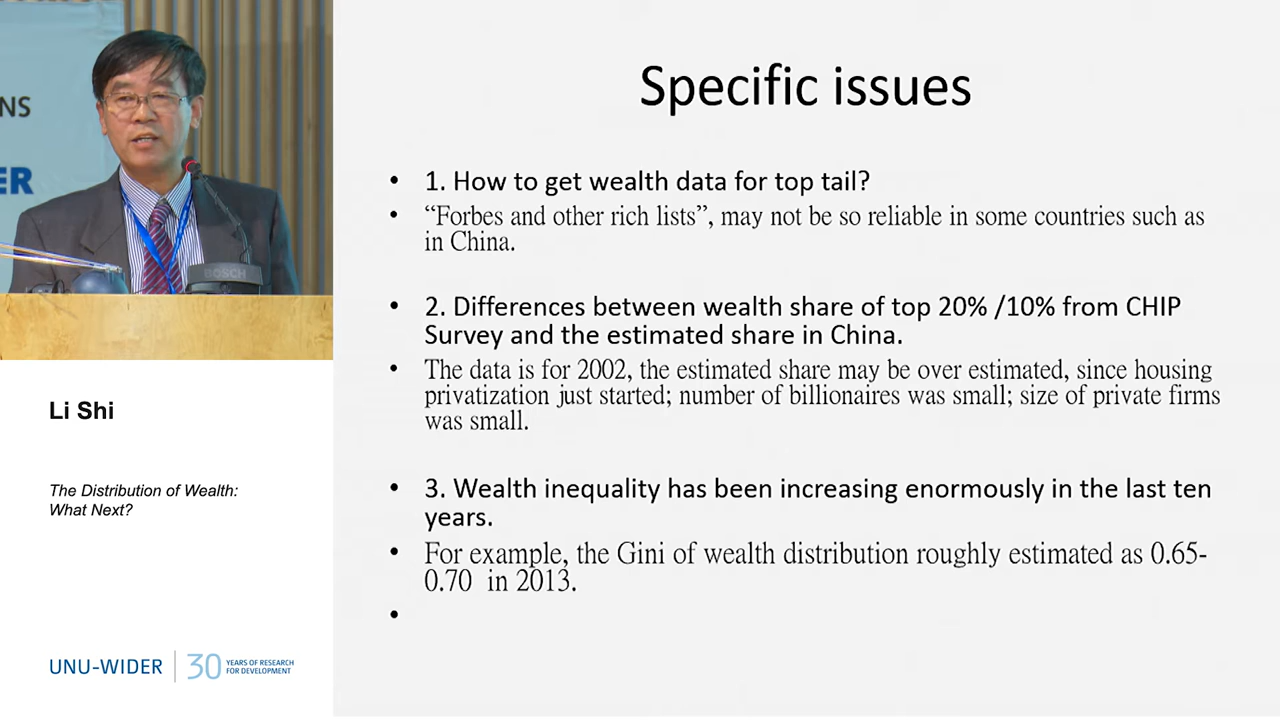 NS
ER
BOSCH
Li Shi
The Distribution of Wealth:
What Next?
UNU-WIDER
30
YEARS OF RESEARCH
FOR DEVELOPMENT
Specific issues
• 1. How to get wealth data for top tail?
• “Forbes and other rich lists”, may not be so reliable in some countries such as
in China.
• 2. Differences between wealth share of top 20% /10% from CHIP
Survey and the estimated share in China.
• The data is for 2002, the estimated share may be over estimated, since housing
privatization just started; number of billionaires was small; size of private firms
was small.
• 3. Wealth inequality has been increasing enormously in the last ten
years.
• For example, the Gini of wealth distribution roughly estimated as 0.65-
0.70 in 2013.
•